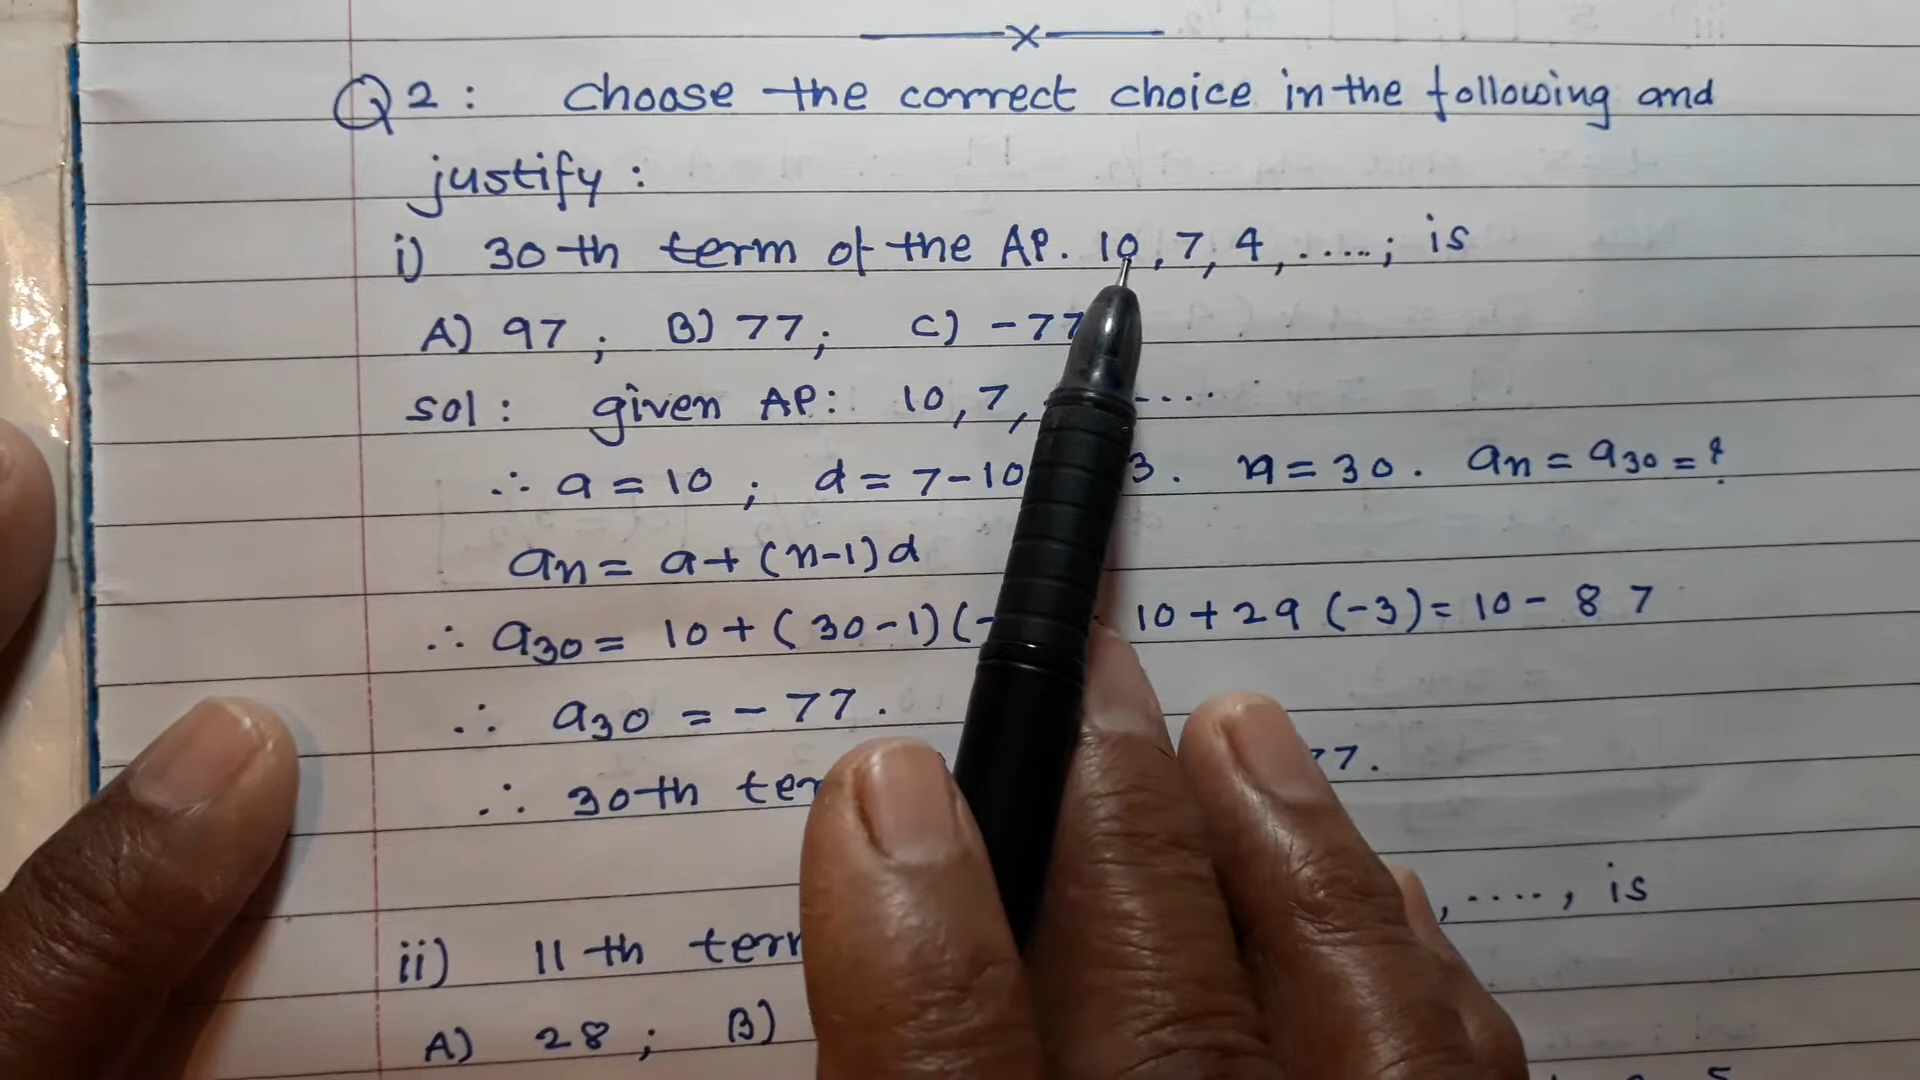 Q2: Choose the correct choice in the following and
justify:
i) 30th term of the AP. 10, 7, 4, ....; is
A) 97; B) 77; C) -77
sol: given AP: 10, 7, ....
∴ a = 10; d = 7-10 3. n = 30. an = a30 = ?
an = a+(n-1)d
∴ a30 = 10+(30-1)(- 10+29(-3) = 10-87
∴ a30 = -77.
∴ 30th 77.
ii) 11th , ...., is
A) 28; B)